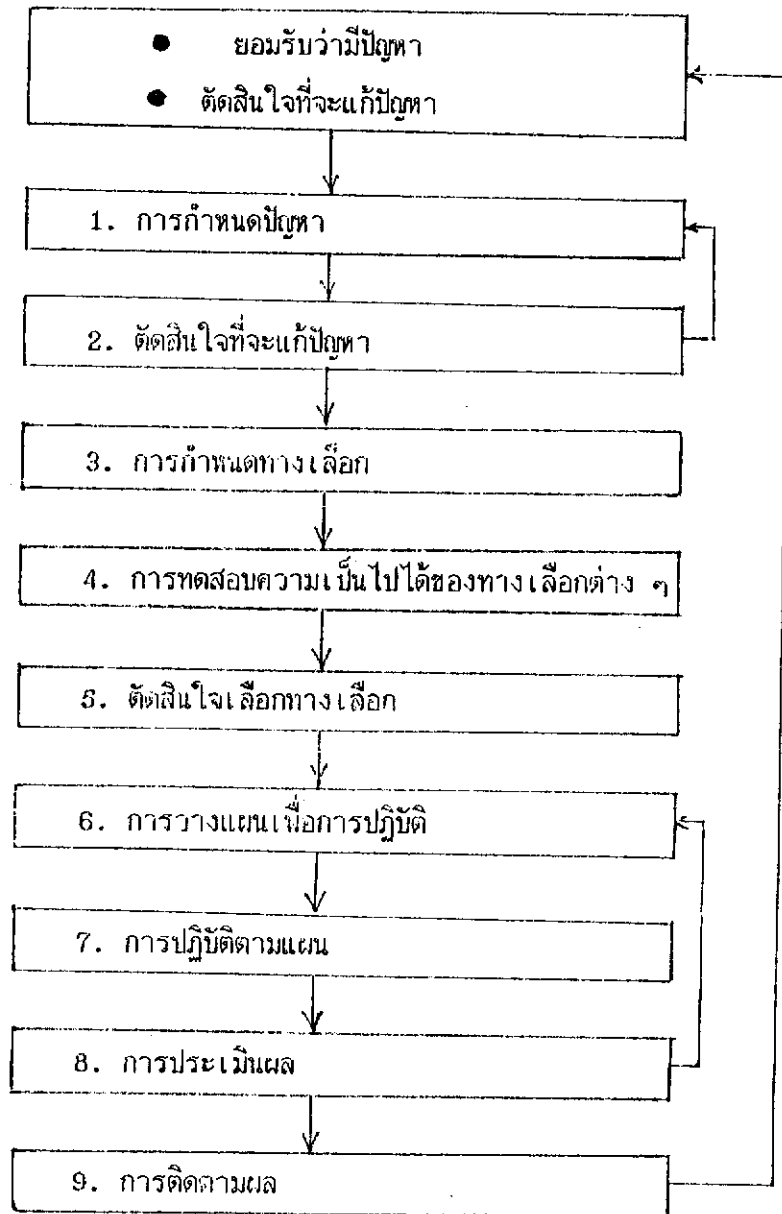 ● ยอมรับว่ามีปัญหา
● ตัดสินใจที่จะแก้ปัญหา
1. การกำหนดปัญหา
2. ตัดสินใจที่จะแก้ปัญหา
3. การกำหนดทางเลือก
4. การทดสอบความเป็นไปได้ของทางเลือกต่าง ๆ
5. ตัดสินใจเลือกทางเลือก
6. การวางแผนเพื่อการปฏิบัติ
7. การปฏิบัติตามแผน
8. การประเมินผล
9. การติดตามผล